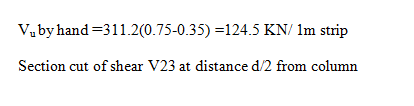 Vu by hand =311.2(0.75-0.35) =124.5 KN/ 1m strip
Section cut of shear V23 at distance d/2 from column